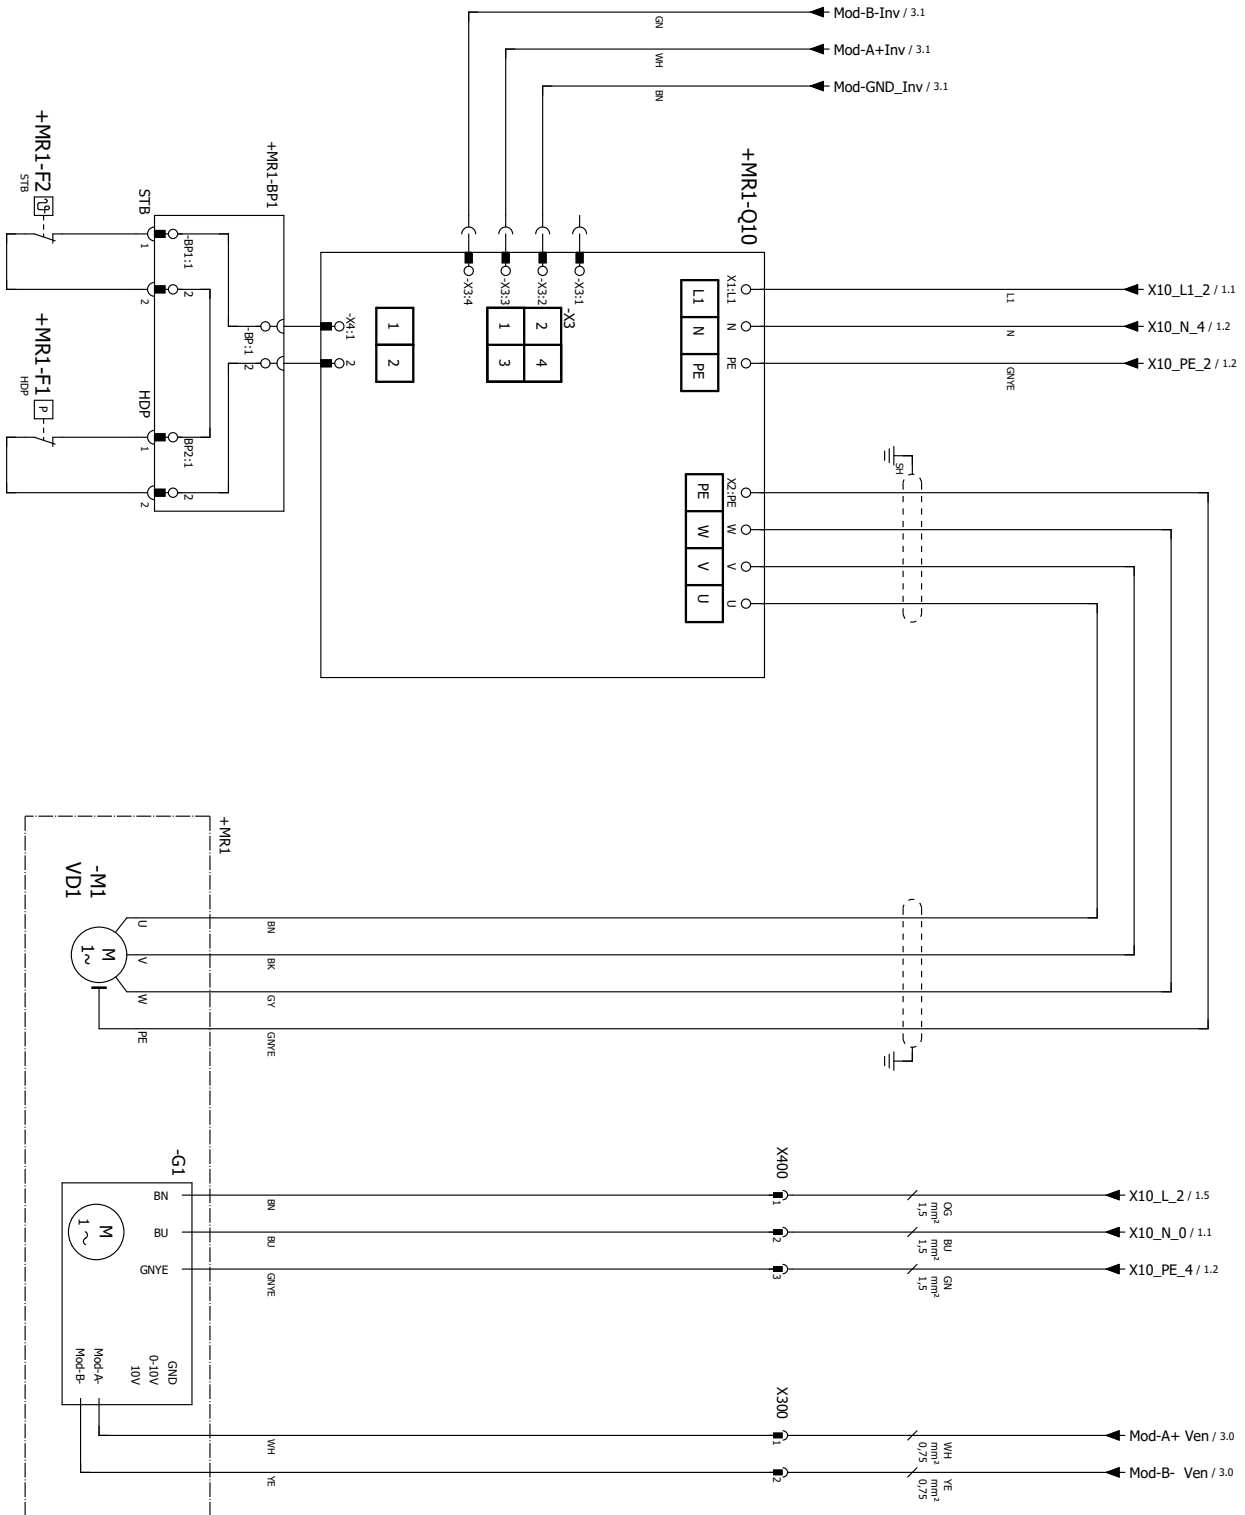 Mod-B-Inv / 3.1
GN
Mod-A+Inv / 3.1
WH
Mod-GND_Inv / 3.1
BN
+MR1-F2
STB
+MR1-BP1
STB
1
2
-BP1:1
2
-BP:1
2
+MR1-F1
HDP
P
HDP
1
2
BP2:1
2
+MR1-Q10
-X3:4
-X3:3
-X3:2
-X3:1
-X3
1
2
3
4
-X4:1
2
1
2
X1:L1
N
PE
L1
N
PE
L1
X10_L1_2 / 1.1
N
X10_N_4 / 1.2
GNYE
X10_PE_2 / 1.2
SH
X2:PE
W
V
U
PE
W
V
U
+MR1
-M1
VD1
M
1~
U
V
W
PE
BN
BK
GY
GNYE
-G1
M
1~
BN
BU
GNYE
GND
0-10V
10V
Mod-A-
Mod-B-
BN
BU
GNYE
X400
1
2
3
OG
mm²
1,5
BU
mm²
1,5
GN
mm²
1,5
X10_L_2 / 1.5
X10_N_0 / 1.1
X10_PE_4 / 1.2
WH
YE
X300
1
2
WH
mm²
0,75
YE
mm²
0,75
Mod-A+ Ven / 3.0
Mod-B- Ven / 3.0